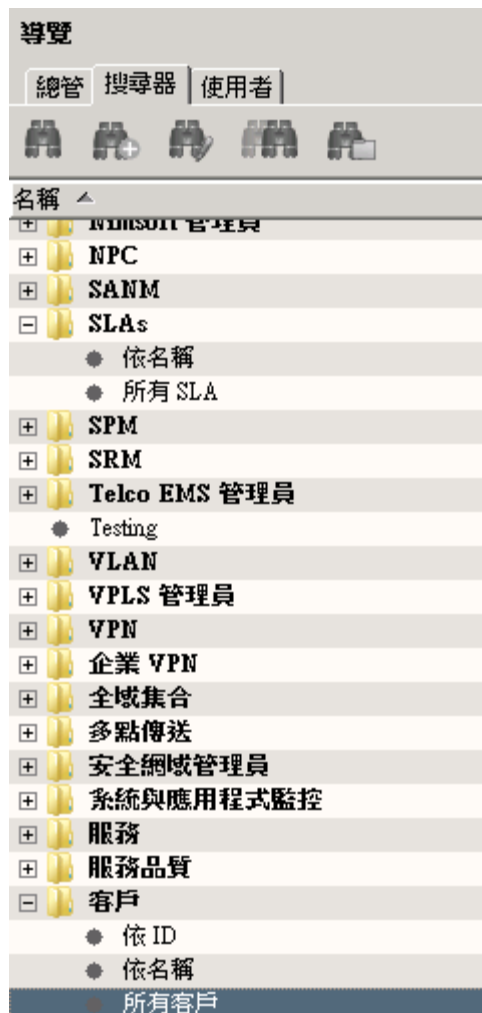 導覽
總管 搜尋器 使用者
名稱
Nimsoft 管理員
NPC
SANM
SLAs
依名稱
所有 SLA
SPM
SRM
Telco EMS 管理員
Testing
VLAN
VPLS 管理員
VPN
企業 VPN
全域集合
多點傳送
安全網域管理員
系統與應用程式監控
服務
服務品質
客戶
依 ID
依名稱
所有客戶